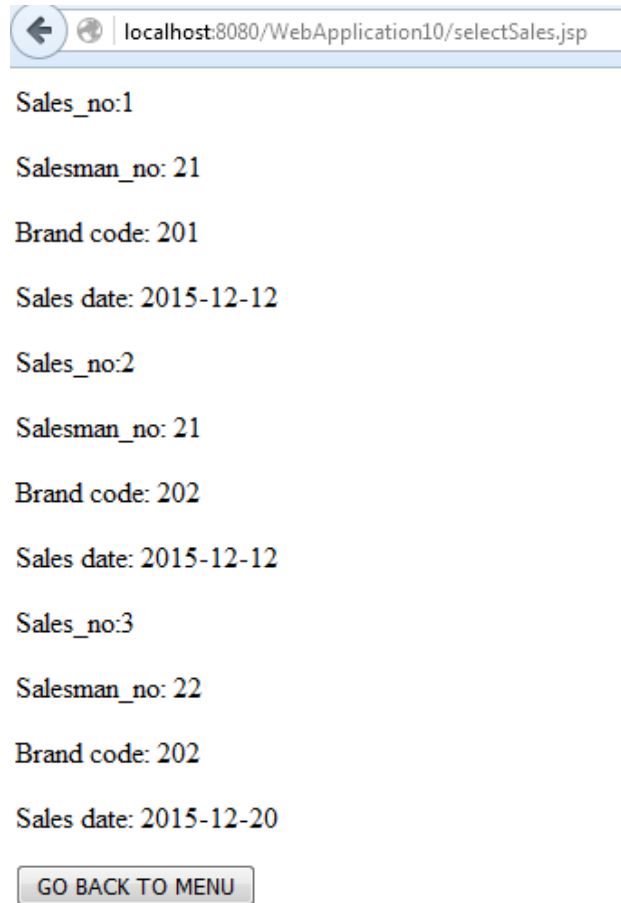 localhost:8080/WebApplication10/selectSales.jsp
Sales_no:1
Salesman_no: 21
Brand code: 201
Sales date: 2015-12-12
Sales_no:2
Salesman_no: 21
Brand code: 202
Sales date: 2015-12-12
Sales_no:3
Salesman_no: 22
Brand code: 202
Sales date: 2015-12-20
GO BACK TO MENU